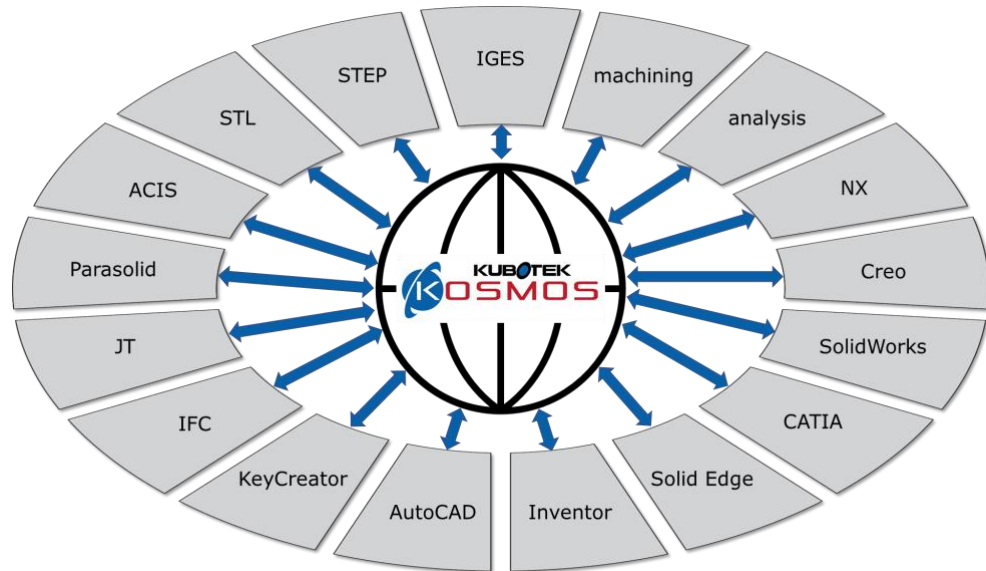 IGES
machining
analysis
NX
Creo
SolidWorks
CATIA
Solid Edge
Inventor
AutoCAD
KeyCreator
IFC
JT
Parasolid
ACIS
STL
STEP
KUBOTEK
KOSMOS